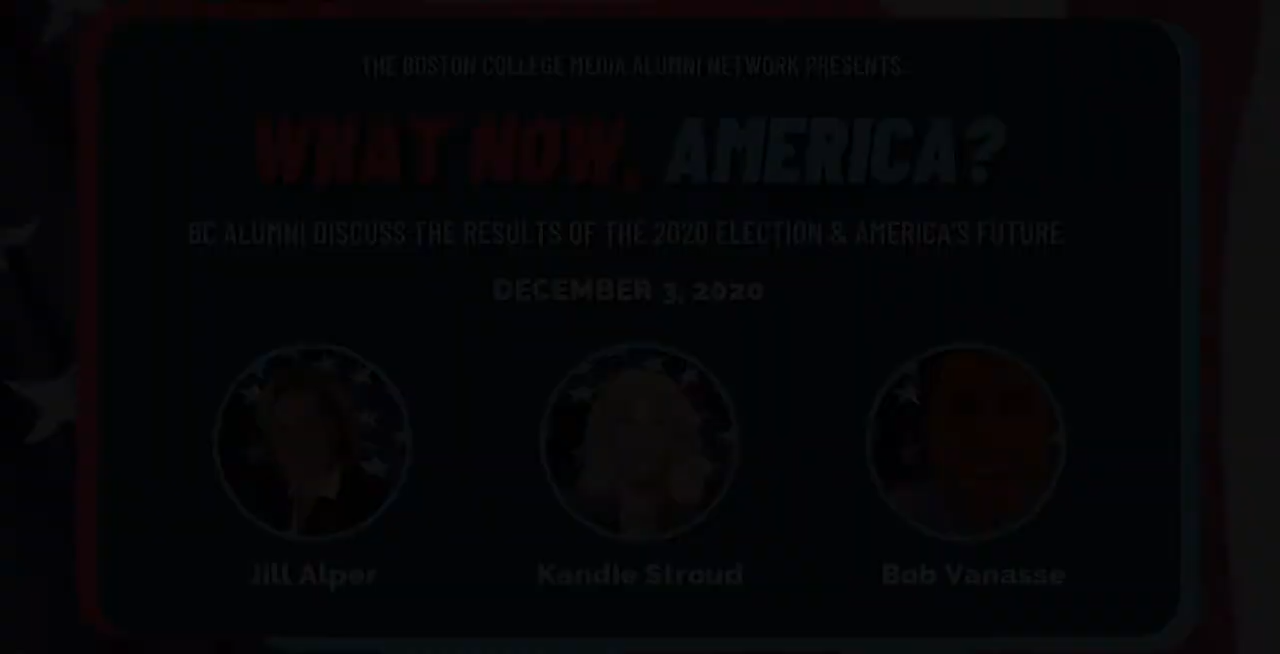 THE BOSTON COLLEGE MEDIA ALUMNI NETWORK PRESENTS...
WHAT NOW, AMERICA?
BC ALUMNI DISCUSS THE RESULTS OF THE 2020 ELECTION & AMERICA'S FUTURE
DECEMBER 3, 2020
Jill Alper
Kandie Stroud
Bob Vanasse